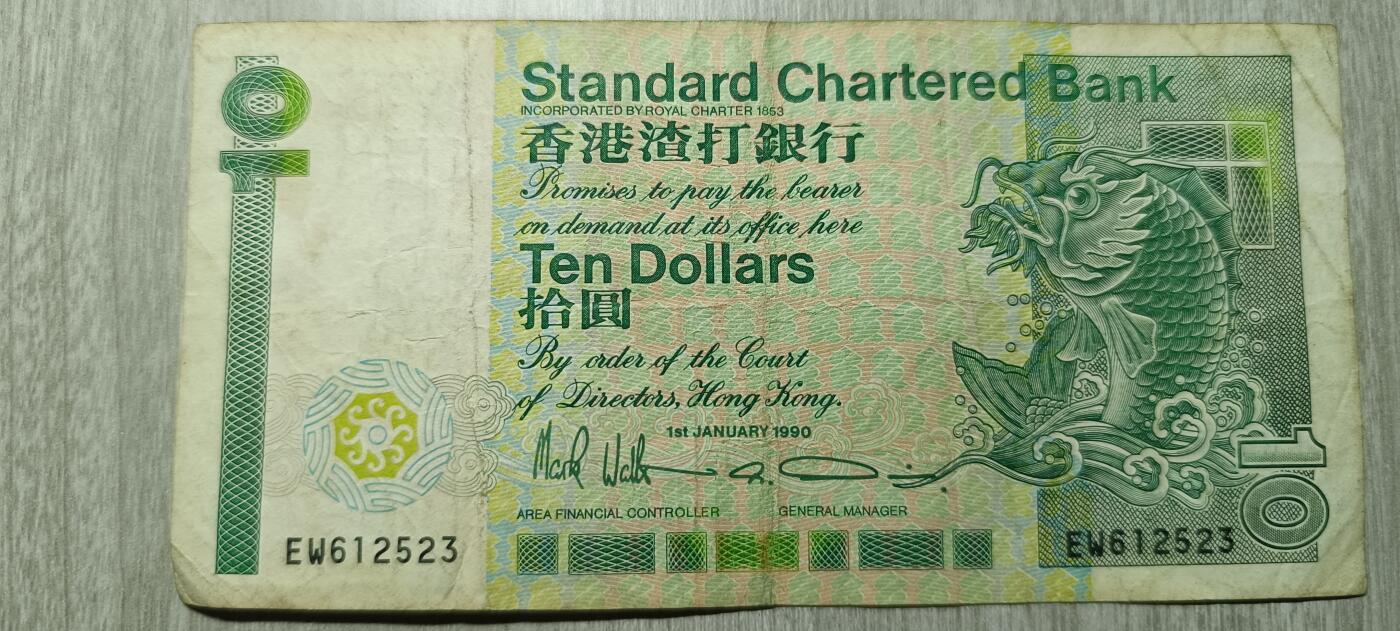 10
Standard Chartered Bank
INCORPORATED BY ROYAL CHARTER 1853
香港渣打銀行
Promises to pay the bearer
on demand at its office here
Ten Dollars
拾圓
By order of the Court
of Directors, Hong Kong.
1st JANUARY 1990
AREA FINANCIAL CONTROLLER
GENERAL MANAGER
EW612523
EW612523
10